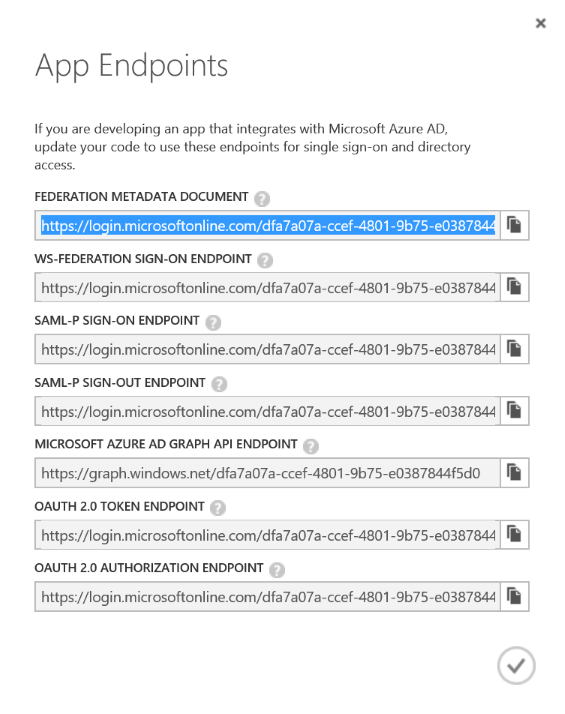 App Endpoints
If you are developing an app that integrates with Microsoft Azure AD,
update your code to use these endpoints for single sign-on and directory
access.
FEDERATION METADATA DOCUMENT ?
https://login.microsoftonline.com/dfa7a07a-ccef-4801-9b75-e0387844
WS-FEDERATION SIGN-ON ENDPOINT ?
https://login.microsoftonline.com/dfa7a07a-ccef-4801-9b75-e0387844
SAML-P SIGN-ON ENDPOINT ?
https://login.microsoftonline.com/dfa7a07a-ccef-4801-9b75-e0387844
SAML-P SIGN-OUT ENDPOINT ?
https://login.microsoftonline.com/dfa7a07a-ccef-4801-9b75-e0387844
MICROSOFT AZURE AD GRAPH API ENDPOINT ?
https://graph.windows.net/dfa7a07a-ccef-4801-9b75-e0387844f5d0
OAUTH 2.0 TOKEN ENDPOINT ?
https://login.microsoftonline.com/dfa7a07a-ccef-4801-9b75-e0387844
OAUTH 2.0 AUTHORIZATION ENDPOINT ?
https://login.microsoftonline.com/dfa7a07a-ccef-4801-9b75-e0387844